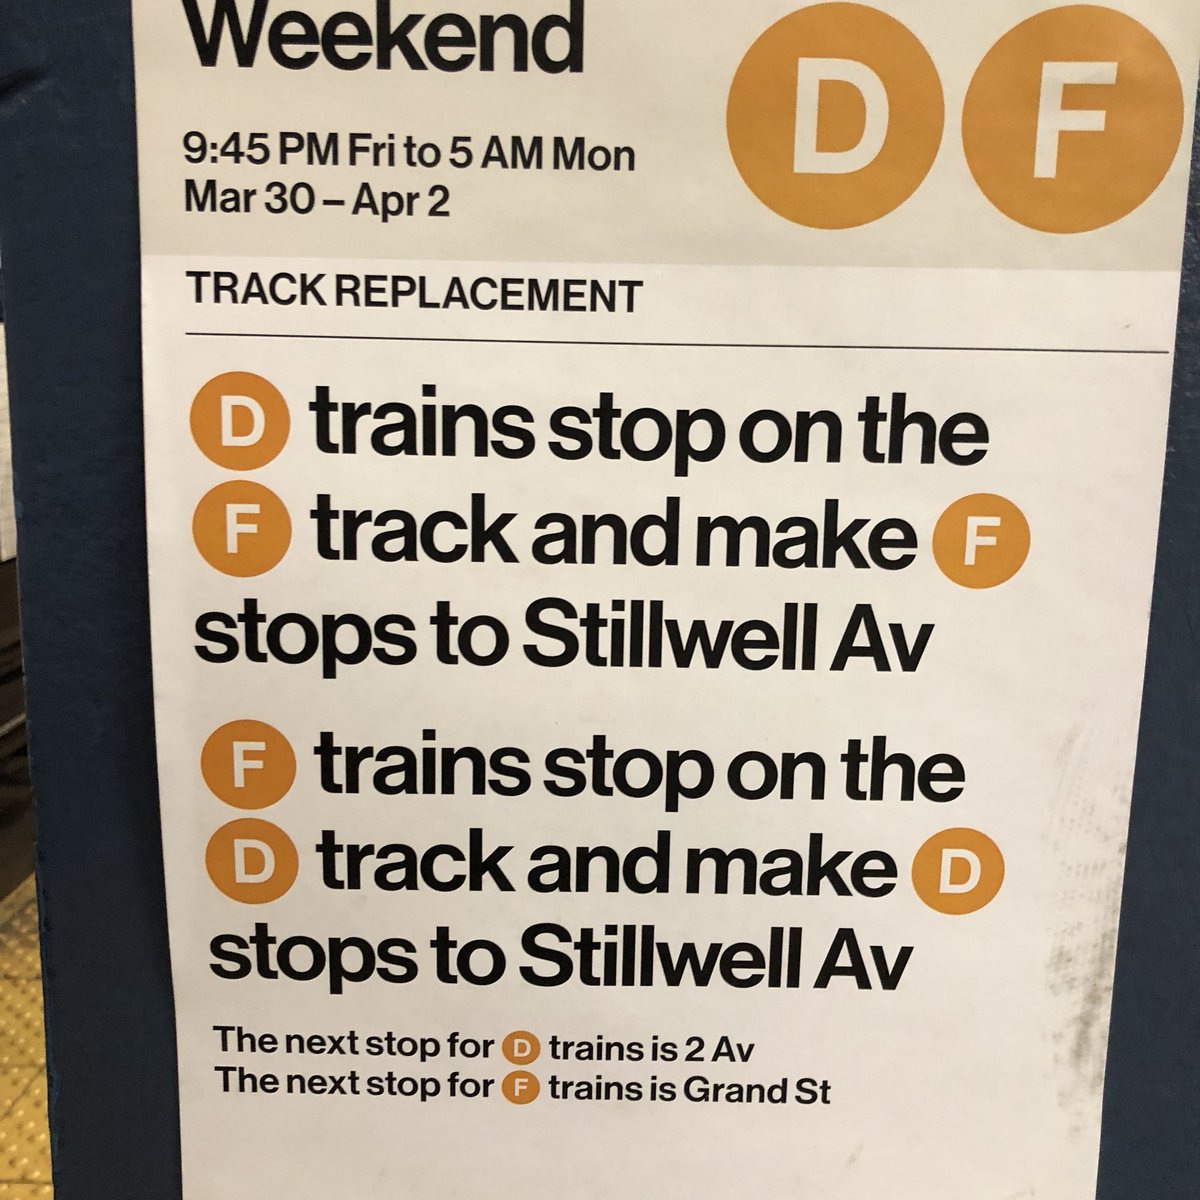 Weekend
D F
9:45 PM Fri to 5 AM Mon
Mar 30 – Apr 2
TRACK REPLACEMENT
D trains stop on the
F track and make F
stops to Stillwell Av
F trains stop on the
D track and make D
stops to Stillwell Av
The next stop for D trains is 2 Av
The next stop for F trains is Grand St